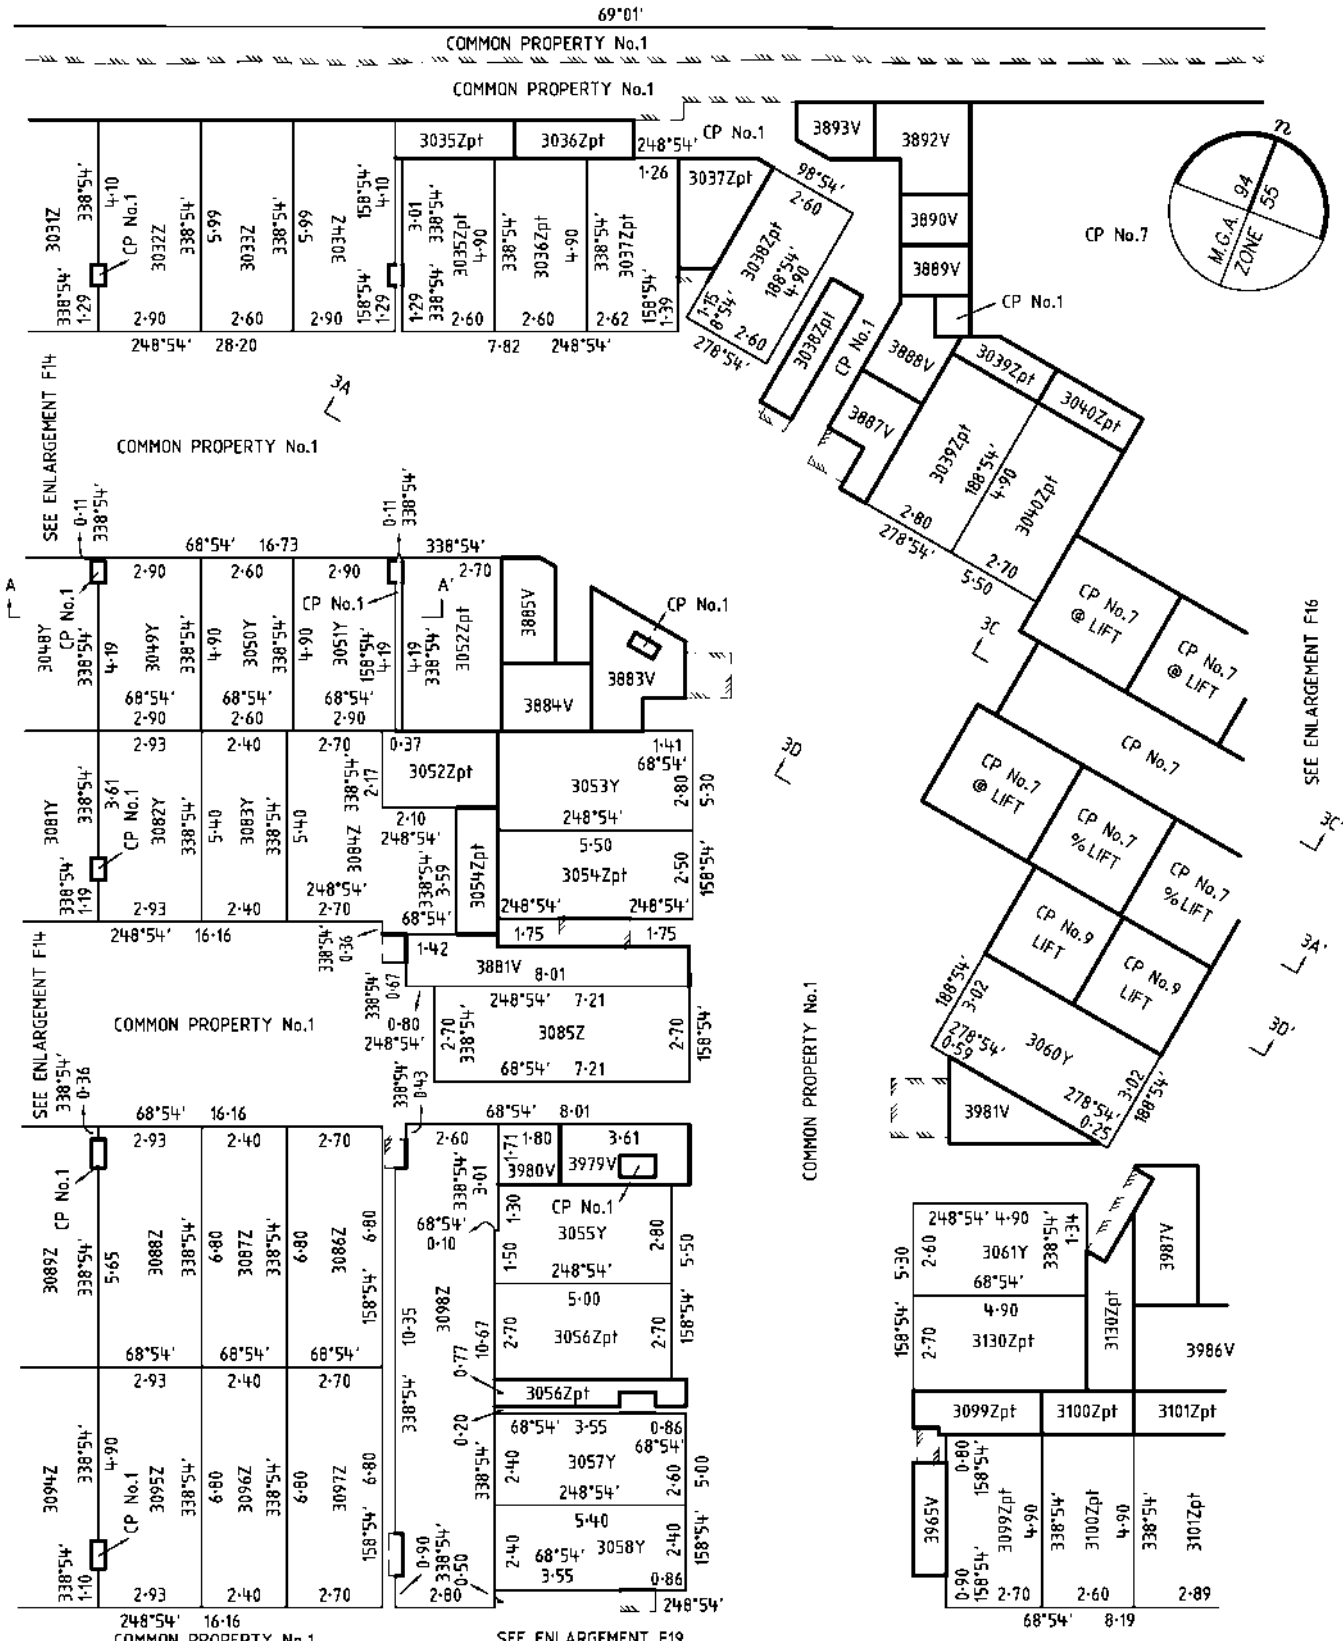 69°01'
COMMON PROPERTY No.1
COMMON PROPERTY No.1
3031Z
338°54'
1·29
338°54'
4·10
CP No.1
3032Z
338°54'
5·99
3033Z
338°54'
5·99
3034Z
158°54'
4·10
158°54'
1·29
2·90
2·60
2·90
248°54' 28·20
3035Zpt
3036Zpt
248°54'
CP No.1
3·01
338°54'
1·29
338°54'
3035Zpt
4·90
338°54'
3036Zpt
4·90
338°54'
3037Zpt
1·26
158°54'
1·39
2·60
2·60
2·62
7·82 248°54'
3037Zpt
98°54'
2·60
3038Zpt
188°54'
4·90
1·15
8°54'
2·60
278°54'
3038Zpt
CP No.1
3893V
3892V
3890V
3889V
CP No.1
3888V
3887V
CP No.7
n
M.G.A. 94
ZONE 55
3039Zpt
3040Zpt
3039Zpt
188°54'
4·90
3040Zpt
2·80
278°54'
2·70
5·50
SEE ENLARGEMENT F14
3A
COMMON PROPERTY No.1
0·11
338°54'
0·11
338°54'
68°54' 16·73
338°54'
A
3048Y
CP No.1
338°54'
4·19
2·90
3049Y
338°54'
4·90
2·60
3050Y
338°54'
4·90
2·90
CP No.1
3051Y
158°54'
4·19
A'
2·70
4·19
338°54'
3052Zpt
68°54'
2·90
68°54'
2·60
68°54'
2·90
3885V
3884V
3883V
CP No.1
3081Y
338°54'
1·19
338°54'
3·61
CP No.1
2·93
3082Y
338°54'
5·40
2·40
3083Y
338°54'
5·40
2·70
338°54'
2·17
3084Z
248°54'
2·93
2·40
2·70
248°54' 16·16
0·37
3052Zpt
2·10
248°54'
338°54'
3·59
68°54'
3054Zpt
1·41
68°54'
3053Y
2·80
5·30
248°54'
5·50
3054Zpt
2·50
158°54'
248°54'
248°54'
1·75
1·75
338°54'
0·36
1·42
3881V
8·01
338°54'
0·67
0·80
248°54'
248°54' 7·21
2·70
338°54'
3085Z
2·70
158°54'
68°54' 7·21
3D
3C
CP No.7
@ LIFT
CP No.7
@ LIFT
CP No.7
CP No.7
@ LIFT
CP No.7
% LIFT
CP No.7
% LIFT
CP No.9
LIFT
CP No.9
LIFT
SEE ENLARGEMENT F16
3C'
3A'
3D'
188°54'
3·02
278°54'
0·59
3060Y
3·02
188°54'
278°54'
0·25
3981V
COMMON PROPERTY No.1
SEE ENLARGEMENT F14
COMMON PROPERTY No.1
338°54'
0·36
68°54' 16·16
338°54'
0·43
68°54' 8·01
CP No.1
3089Z
338°54'
5·65
2·93
3088Z
338°54'
6·80
2·40
3087Z
338°54'
6·80
2·70
3086Z
6·80
158°54'
68°54'
68°54'
68°54'
2·93
2·40
2·70
3094Z
338°54'
4·90
CP No.1
338°54'
1·10
3095Z
338°54'
6·80
3096Z
338°54'
6·80
3097Z
6·80
158°54'
2·93
2·40
2·70
248°54' 16·16
COMMON PROPERTY No.1
2·60
338°54'
3·01
68°54'
0·10
10·35
338°54'
3098Z
10·67
338°54'
0·90
338°54'
0·50
2·80
1·71
1·80
3980V
3979V
3·61
CP No.1
1·30
1·50
3055Y
2·80
5·50
248°54'
5·00
2·70
3056Zpt
2·70
158°54'
0·77
3056Zpt
0·20
68°54' 3·55
0·86
68°54'
2·40
3057Y
2·60
5·00
248°54'
5·40
2·40
68°54'
3058Y
2·40
158°54'
3·55
0·86
248°54'
SEE ENLARGEMENT F19
248°54' 4·90
5·30
2·60
3061Y
338°54'
1·34
68°54'
4·90
158°54'
2·70
3130Zpt
3130Zpt
3987V
3986V
3099Zpt
3100Zpt
3101Zpt
3965V
0·80
158°54'
0·90
158°54'
3099Zpt
4·90
338°54'
3100Zpt
4·90
338°54'
3101Zpt
2·70
2·60
2·89
68°54' 8·19